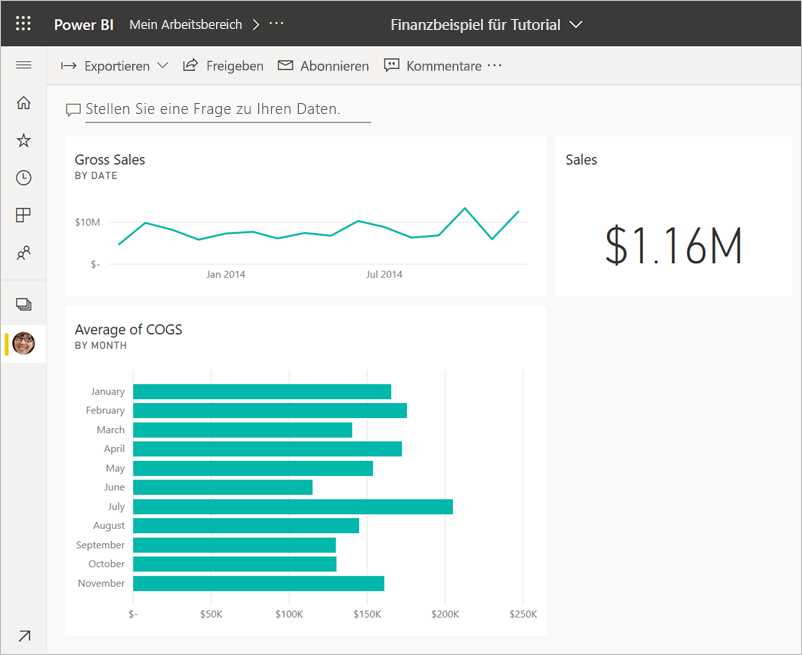 Power BI Mein Arbeitsbereich > ··· Finanzbeispiel für Tutorial
Exportieren Freigeben Abonnieren Kommentare ···
Stellen Sie eine Frage zu Ihren Daten.
Gross Sales
BY DATE
$10M
$-
Jan 2014 Jul 2014
Sales
$1.16M
Average of COGS
BY MONTH
January
February
March
April
May
June
July
August
September
October
November
$- $50K $100K $150K $200K $250K